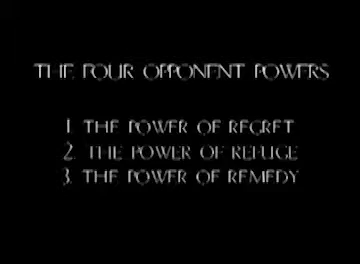 THE FOUR OPPONENT POWERS
1. THE POWER OF REGRET
2. THE POWER OF REFUGE
3. THE POWER OF REMEDY